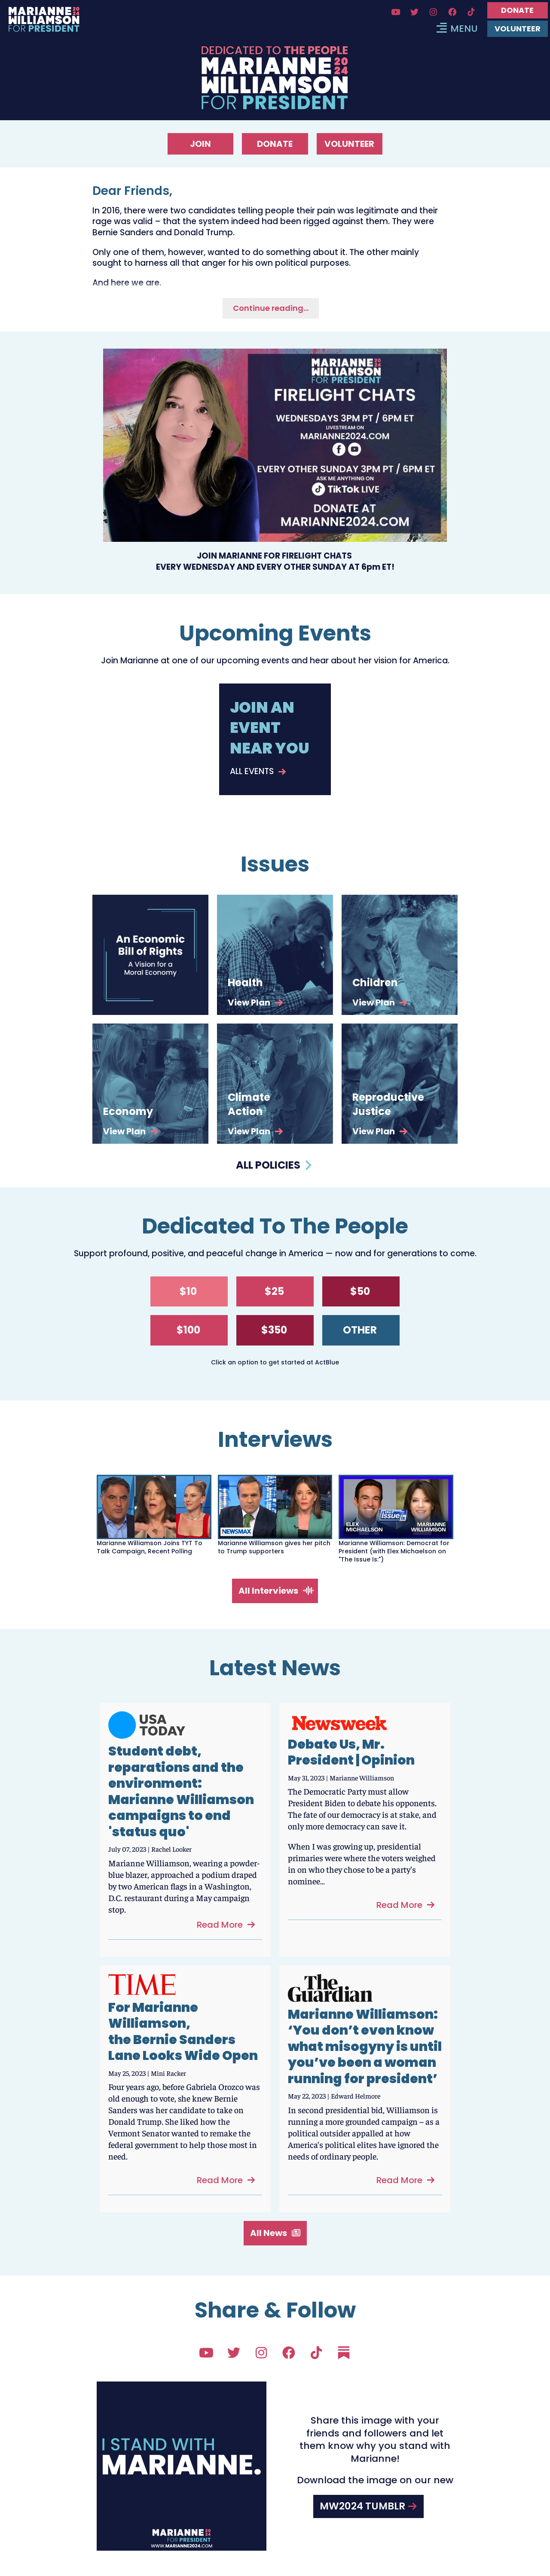 MARIANNE 20
WILLIAMSON 24
FOR PRESIDENT
DONATE
MENU
VOLUNTEER
DEDICATED TO THE PEOPLE
MARIANNE 20 24
WILLIAMSON
FOR PRESIDENT
JOIN
DONATE
VOLUNTEER
Dear Friends,
In 2016, there were two candidates telling people their pain was legitimate and their
rage was valid – that the system indeed had been rigged against them. They were
Bernie Sanders and Donald Trump.
Only one of them, however, wanted to do something about it. The other mainly
sought to harness all that anger for his own political purposes.
And here we are.
Continue reading...
MARIANNE 20
WILLIAMSON 24
FOR PRESIDENT
FIRELIGHT CHATS
WEDNESDAYS 3PM PT / 6PM ET
LIVESTREAM ON
MARIANNE2024.COM
EVERY OTHER SUNDAY 3PM PT / 6PM ET
ASK ME ANYTHING ON
TikTok LIVE
DONATE AT
MARIANNE2024.COM
JOIN MARIANNE FOR FIRELIGHT CHATS
EVERY WEDNESDAY AND EVERY OTHER SUNDAY AT 6pm ET!
Upcoming Events
Join Marianne at one of our upcoming events and hear about her vision for America.
JOIN AN
EVENT
NEAR YOU
ALL EVENTS
Issues
An Economic
Bill of Rights
A Vision for a
Moral Economy
Health
View Plan
Children
View Plan
Economy
View Plan
Climate
Action
View Plan
Reproductive
Justice
View Plan
ALL POLICIES
Dedicated To The People
Support profound, positive, and peaceful change in America — now and for generations to come.
$10
$25
$50
$100
$350
OTHER
Click an option to get started at ActBlue
Interviews
Marianne Williamson Joins TYT To
Talk Campaign, Recent Polling
NEWSMAX
Marianne Williamson gives her pitch
to Trump supporters
ELEX
MICHAELSON
MARIANNE
WILLIAMSON
Marianne Williamson: Democrat for
President (with Elex Michaelson on
"The Issue Is:")
All Interviews
Latest News
USA
TODAY
Student debt,
reparations and the
environment:
Marianne Williamson
campaigns to end
'status quo'
July 07, 2023 | Rachel Looker
Marianne Williamson, wearing a powder-
blue blazer, approached a podium draped
by two American flags in a Washington,
D.C. restaurant during a May campaign
stop.
Read More
Newsweek
Debate Us, Mr.
President | Opinion
May 31, 2023 | Marianne Williamson
The Democratic Party must allow
President Biden to debate his opponents.
The fate of our democracy is at stake, and
only more democracy can save it.
When I was growing up, presidential
primaries were where the voters weighed
in on who they chose to be a party's
nominee...
Read More
TIME
For Marianne
Williamson,
the Bernie Sanders
Lane Looks Wide Open
May 25, 2023 | Mini Racker
Four years ago, before Gabriela Orozco was
old enough to vote, she knew Bernie
Sanders was her candidate to take on
Donald Trump. She liked how the
Vermont Senator wanted to remake the
federal government to help those most in
need.
Read More
The
Guardian
Marianne Williamson:
‘You don’t even know
what misogyny is until
you’ve been a woman
running for president’
May 22, 2023 | Edward Helmore
In second presidential bid, Williamson is
running a more grounded campaign – as a
political outsider appalled at how
America's political elites have ignored the
needs of ordinary people.
Read More
All News
Share & Follow
I STAND WITH
MARIANNE.
MARIANNE 20
WILLIAMSON 24
FOR PRESIDENT
WWW.MARIANNE2024.COM
Share this image with your
friends and followers and let
them know why you stand with
Marianne!
Download the image on our new
MW2024 TUMBLR